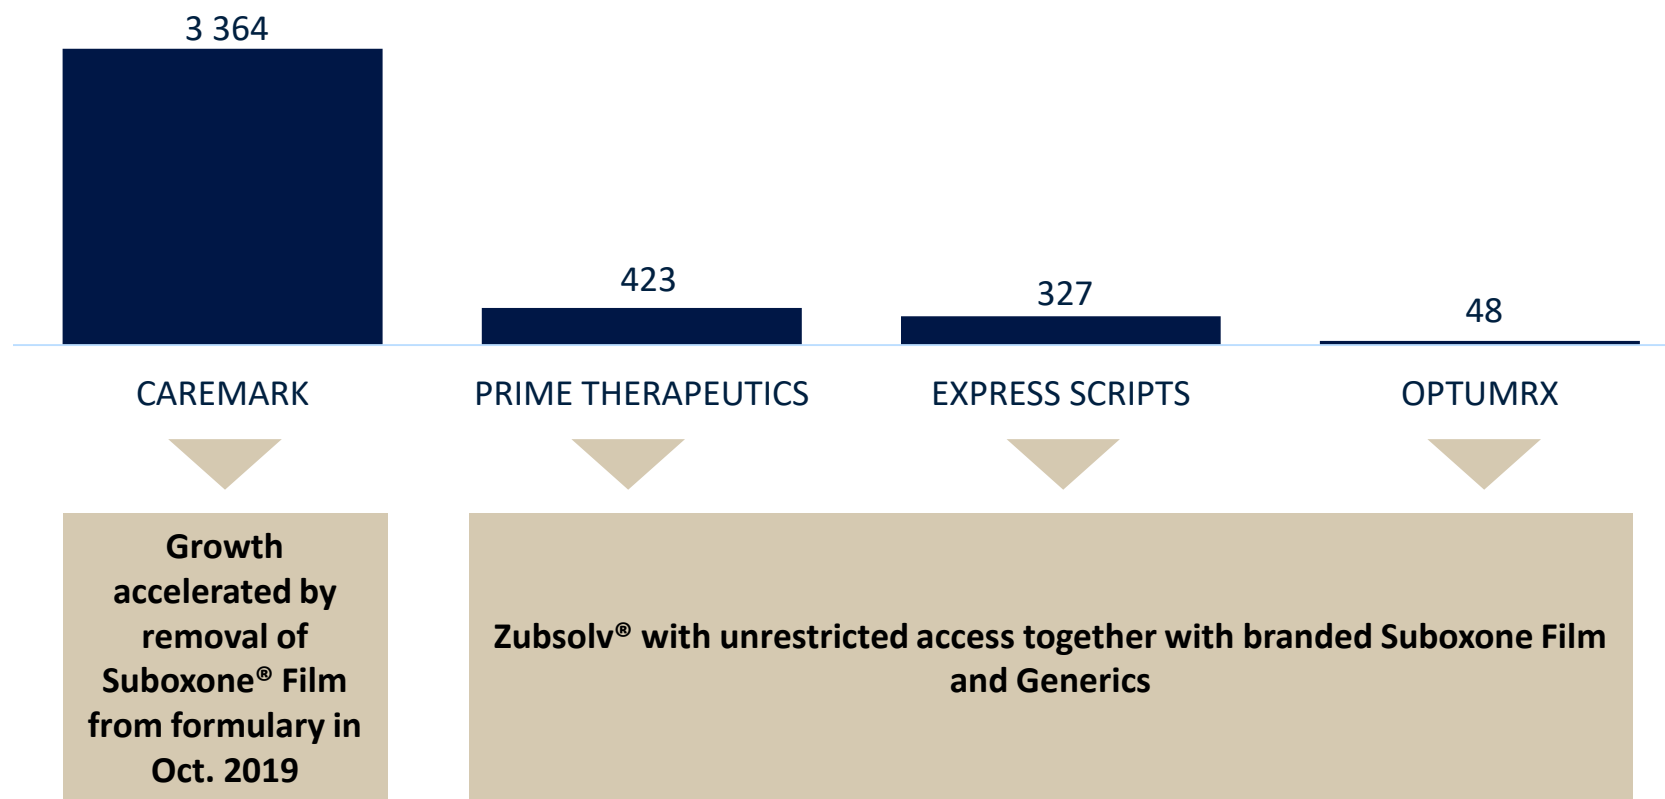 3 364
423
327
48
CAREMARK
PRIME THERAPEUTICS
EXPRESS SCRIPTS
OPTUMRX
Growth
accelerated by
removal of
Suboxone® Film
from formulary in
Oct. 2019
Zubsolv® with unrestricted access together with branded Suboxone Film
and Generics